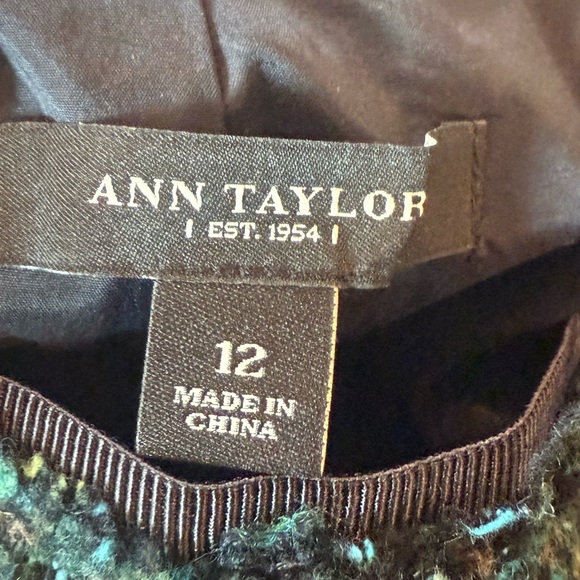 ANN TAYLOR
| EST. 1954 |
12
MADE IN
CHINA